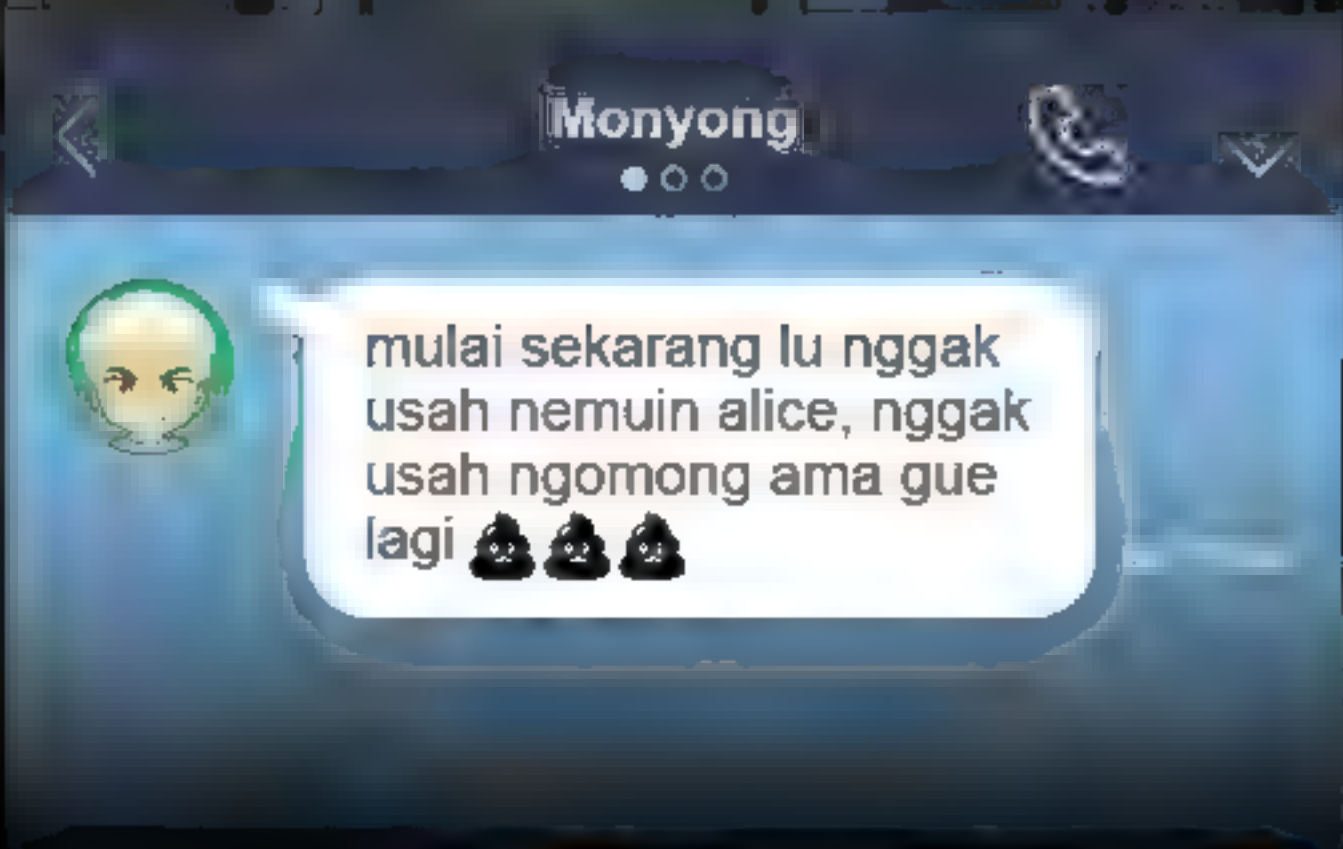 Monyong
mulai sekarang lu nggak
usah nemuin alice, nggak
usah ngomong ama gue
lagi 💩💩💩